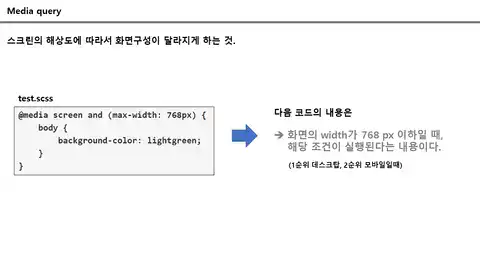 Media query
스크린의 해상도에 따라서 화면구성이 달라지게 하는 것.
test.scss
@media screen and (max-width: 768px) {
body {
background-color: lightgreen;
}
}
다음 코드의 내용은
➔ 화면의 width가 768 px 이하일 때,
해당 조건이 실행된다는 내용이다.
(1순위 데스크탑, 2순위 모바일일때)